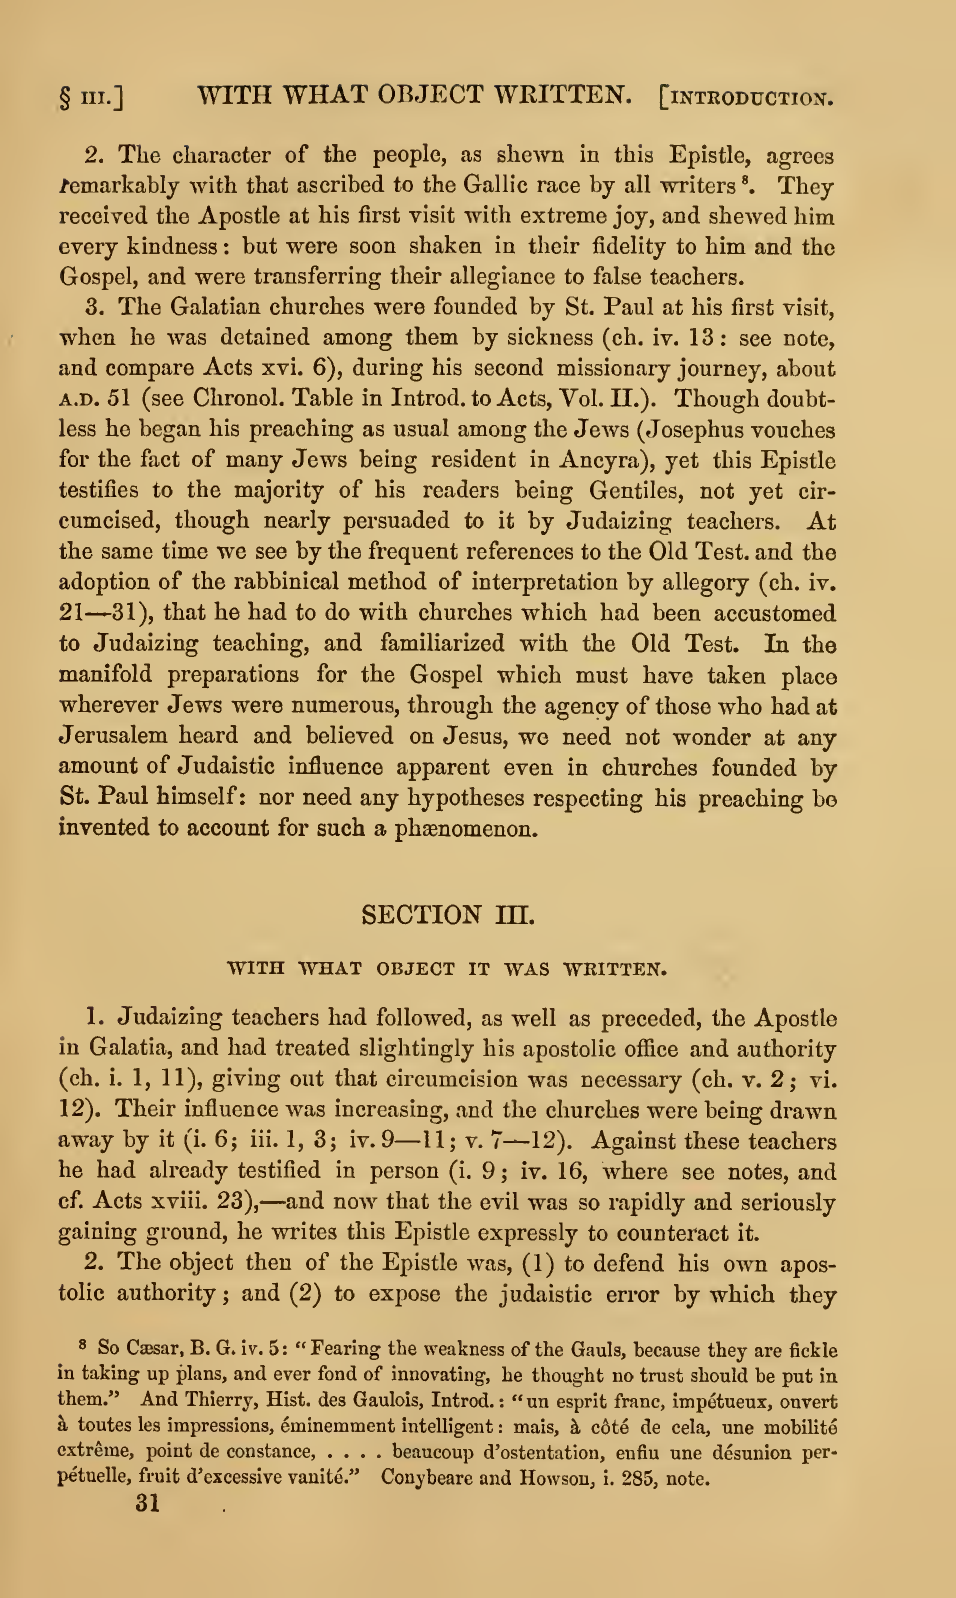 § III.] WITH WHAT OBJECT WRITTEN. [INTRODUCTION.
2. The character of the people, as shewn in this Epistle, agrees
remarkably with that ascribed to the Gallic race by all writers ⁸. They
received the Apostle at his first visit with extreme joy, and shewed him
every kindness: but were soon shaken in their fidelity to him and the
Gospel, and were transferring their allegiance to false teachers.
3. The Galatian churches were founded by St. Paul at his first visit,
when he was detained among them by sickness (ch. iv. 13: see note,
and compare Acts xvi. 6), during his second missionary journey, about
A.D. 51 (see Chronol. Table in Introd. to Acts, Vol. II.). Though doubt-
less he began his preaching as usual among the Jews (Josephus vouches
for the fact of many Jews being resident in Ancyra), yet this Epistle
testifies to the majority of his readers being Gentiles, not yet cir-
cumcised, though nearly persuaded to it by Judaizing teachers. At
the same time we see by the frequent references to the Old Test. and the
adoption of the rabbinical method of interpretation by allegory (ch. iv.
21—31), that he had to do with churches which had been accustomed
to Judaizing teaching, and familiarized with the Old Test. In the
manifold preparations for the Gospel which must have taken place
wherever Jews were numerous, through the agency of those who had at
Jerusalem heard and believed on Jesus, we need not wonder at any
amount of Judaistic influence apparent even in churches founded by
St. Paul himself: nor need any hypotheses respecting his preaching be
invented to account for such a phænomenon.
SECTION III.
WITH WHAT OBJECT IT WAS WRITTEN.
1. Judaizing teachers had followed, as well as preceded, the Apostle
in Galatia, and had treated slightingly his apostolic office and authority
(ch. i. 1, 11), giving out that circumcision was necessary (ch. v. 2; vi.
12). Their influence was increasing, and the churches were being drawn
away by it (i. 6; iii. 1, 3; iv. 9—11; v. 7—12). Against these teachers
he had already testified in person (i. 9; iv. 16, where see notes, and
cf. Acts xviii. 23),—and now that the evil was so rapidly and seriously
gaining ground, he writes this Epistle expressly to counteract it.
2. The object then of the Epistle was, (1) to defend his own apos-
tolic authority; and (2) to expose the judaistic error by which they
⁸ So Cæsar, B. G. iv. 5: “Fearing the weakness of the Gauls, because they are fickle
in taking up plans, and ever fond of innovating, he thought no trust should be put in
them.” And Thierry, Hist. des Gaulois, Introd.: “un esprit franc, impétueux, ouvert
à toutes les impressions, éminemment intelligent: mais, à côté de cela, une mobilité
extrême, point de constance, . . . . beaucoup d’ostentation, enfin une désunion per-
pétuelle, fruit d’excessive vanité.” Conybeare and Howson, i. 285, note.
31